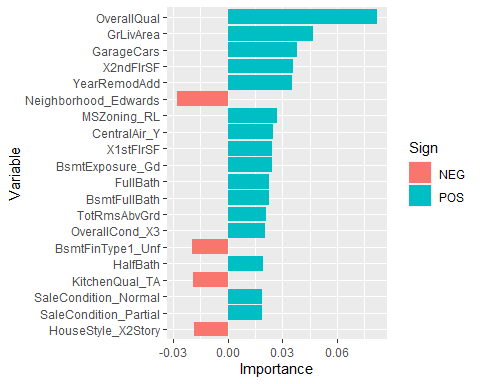 OverallQual
GrLivArea
GarageCars
X2ndFlrSF
YearRemodAdd
Neighborhood_Edwards
MSZoning_RL
CentralAir_Y
X1stFlrSF
BsmtExposure_Gd
FullBath
BsmtFullBath
TotRmsAbvGrd
OverallCond_X3
BsmtFinType1_Unf
HalfBath
KitchenQual_TA
SaleCondition_Normal
SaleCondition_Partial
HouseStyle_X2Story
Variable
-0.03 0.00 0.03 0.06
Importance
Sign
NEG
POS